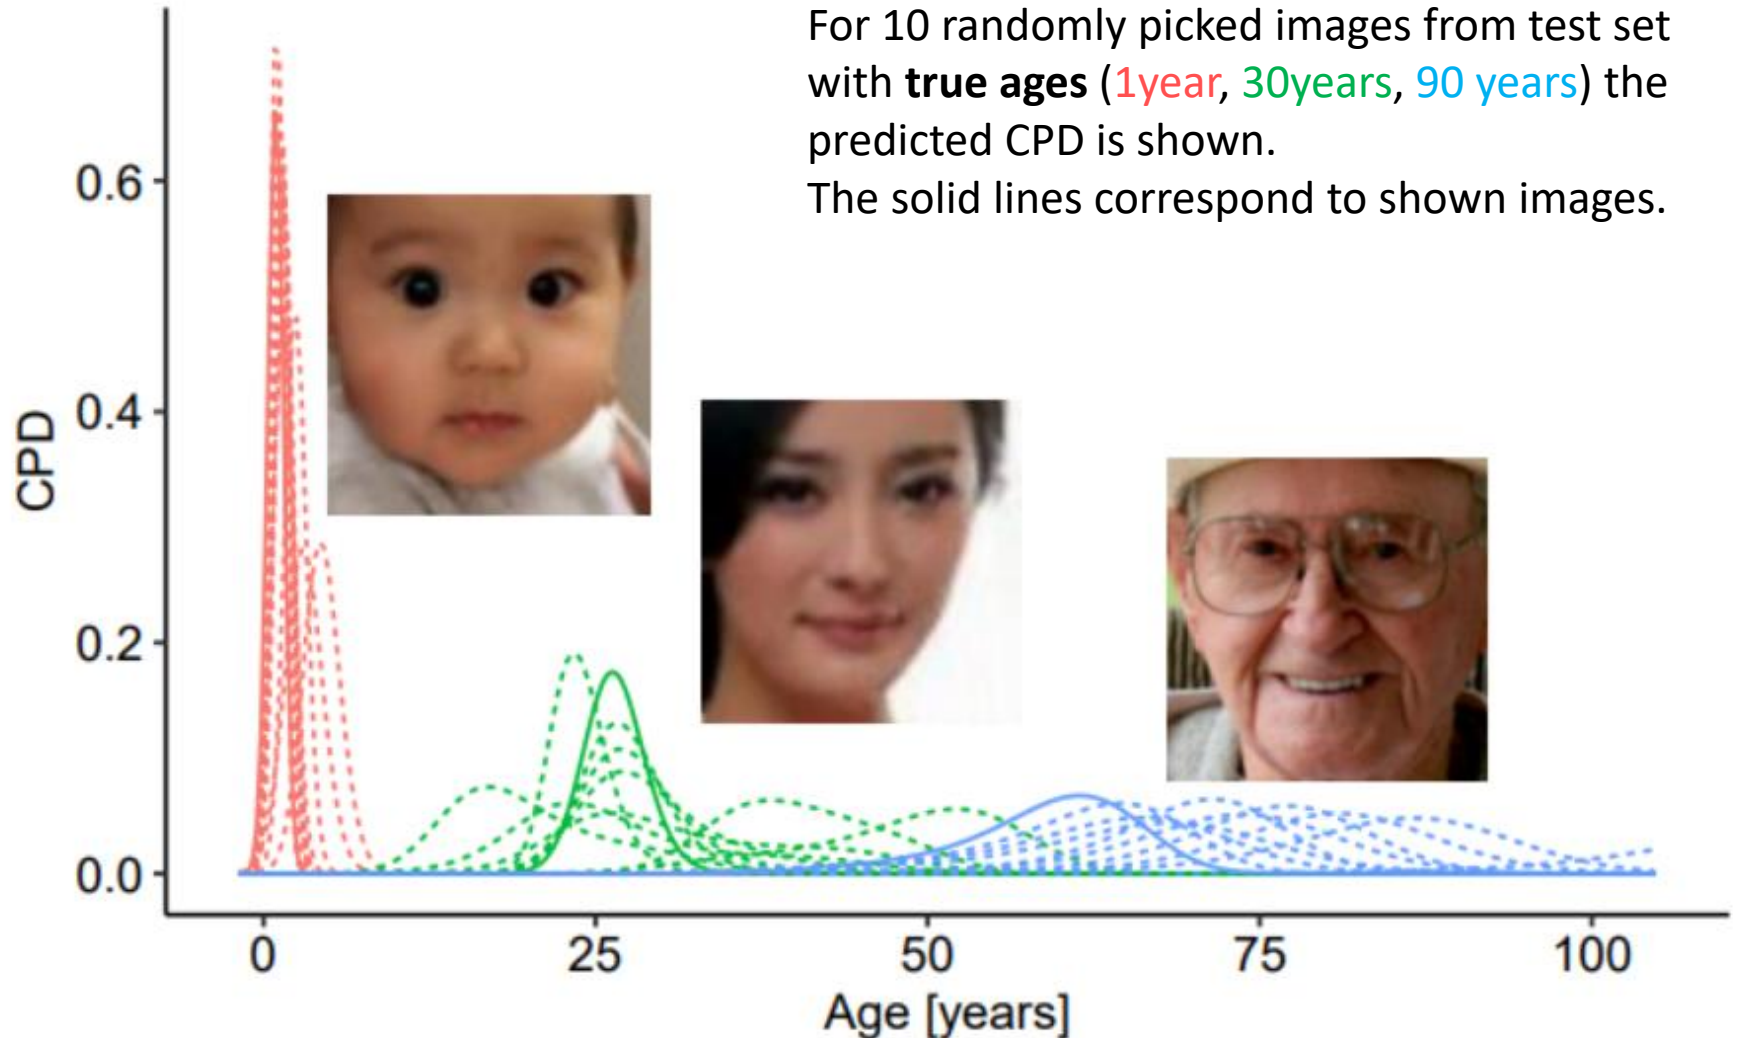 For 10 randomly picked images from test set
with true ages (1year, 30years, 90 years) the
predicted CPD is shown.
The solid lines correspond to shown images.
CPD
0.6
0.4
0.2
0.0
0 25 50 75 100
Age [years]